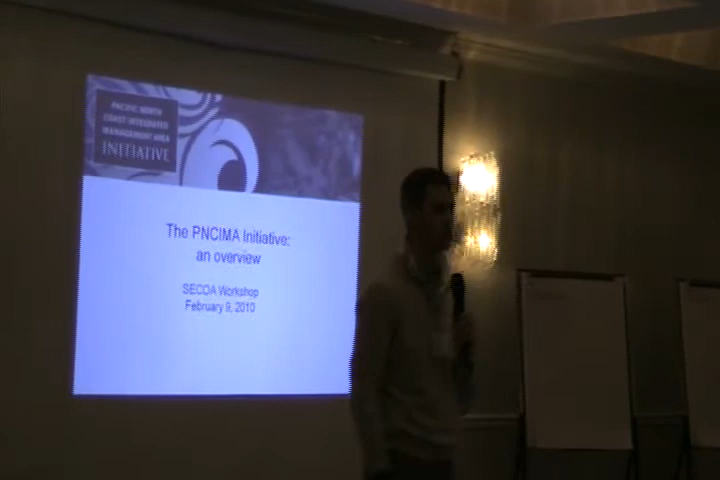 PACIFIC NORTH
COAST INTEGRATED
MANAGEMENT AREA
INITIATIVE
The PNCIMA Initiative:
an overview
SECOA Workshop
February 9, 2010